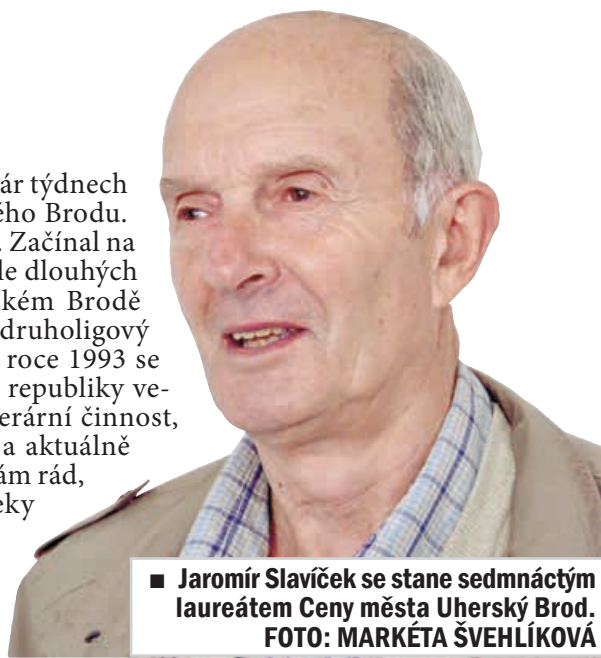 ár týdnech
ého Brodu.
. Začínal na
le dlouhých
ském Brodě
druholigový
roce 1993 se
republiky ve-
erární činnost,
a aktuálně
ám rád,
eky
■ Jaromír Slavíček se stane sedmnáctým
laureátem Ceny města Uherský Brod.
FOTO: MARKÉTA ŠVEHLÍKOVÁ